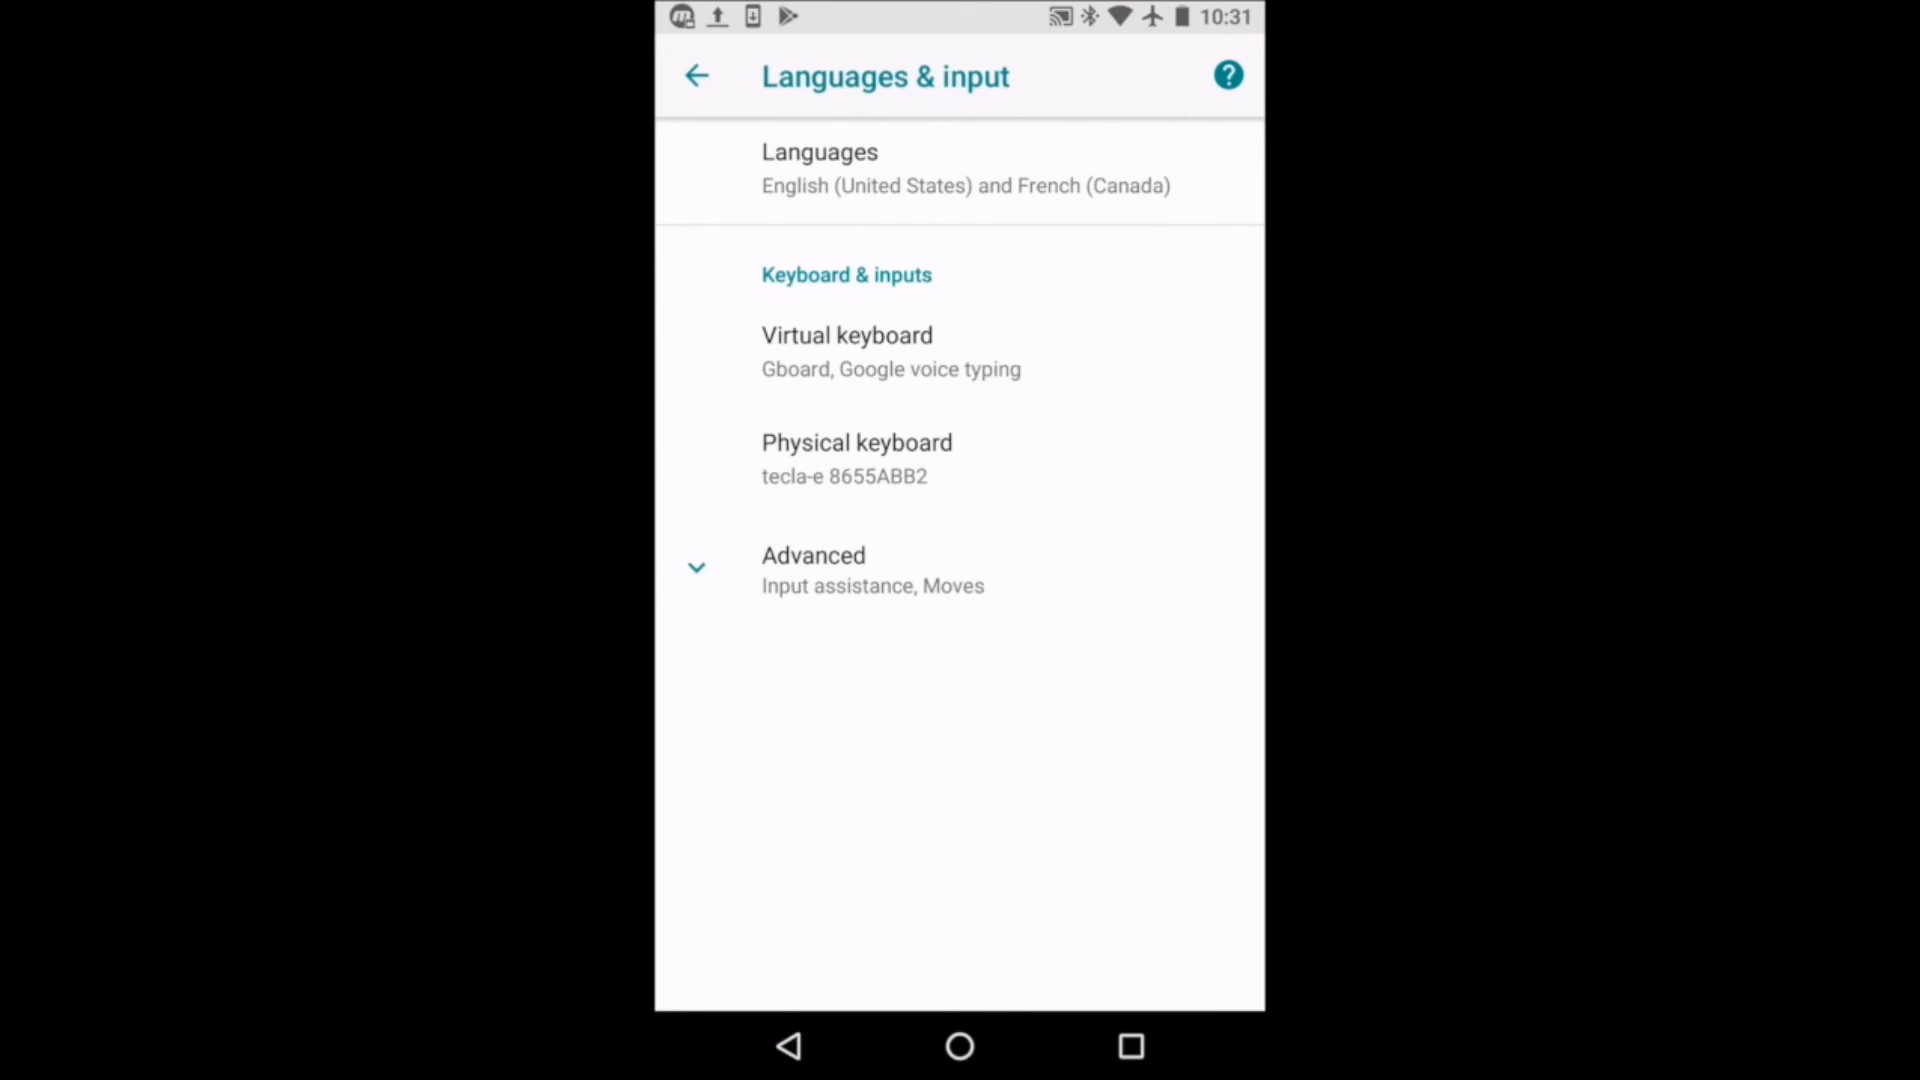 10:31
Languages & input
Languages
English (United States) and French (Canada)
Keyboard & inputs
Virtual keyboard
Gboard, Google voice typing
Physical keyboard
tecla-e 8655ABB2
Advanced
Input assistance, Moves